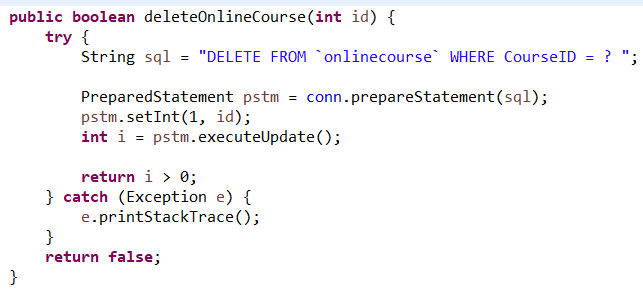 public boolean deleteOnlineCourse(int id) {
    try {
        String sql = "DELETE FROM `onlinecourse` WHERE CourseID = ? ";

        PreparedStatement pstm = conn.prepareStatement(sql);
        pstm.setInt(1, id);
        int i = pstm.executeUpdate();

        return i > 0;
    } catch (Exception e) {
        e.printStackTrace();
    }
    return false;
}